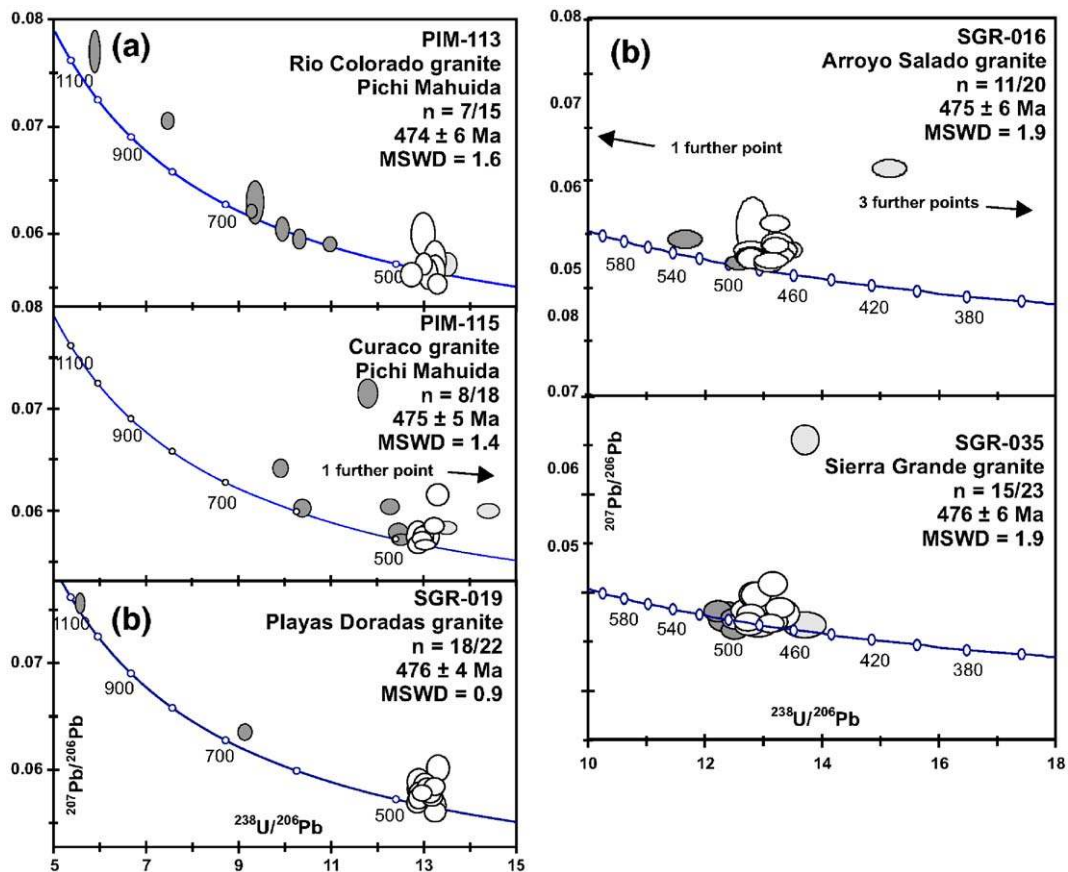 0.08
(a)
PIM-113
Rio Colorado granite
Pichi Mahuida
n = 7/15
474 ± 6 Ma
MSWD = 1.6
1100
0.07
900
700
0.06
500
0.08
PIM-115
Curaco granite
Pichi Mahuida
n = 8/18
475 ± 5 Ma
MSWD = 1.4
1 further point
1100
0.07
900
700
0.06
500
(b)
SGR-019
Playas Doradas granite
n = 18/22
476 ± 4 Ma
MSWD = 0.9
1100
0.07
900
700
0.06
500
207Pb/206Pb
238U/206Pb
5 7 9 11 13 15
0.08
(b)
SGR-016
Arroyo Salado granite
n = 11/20
475 ± 6 Ma
MSWD = 1.9
0.07
1 further point
0.06
3 further points
0.05
580 540 500 460 420 380
0.08
0.07
SGR-035
Sierra Grande granite
n = 15/23
476 ± 6 Ma
MSWD = 1.9
0.06
207Pb/206Pb
0.05
580 540 500 460 420 380
238U/206Pb
10 12 14 16 18